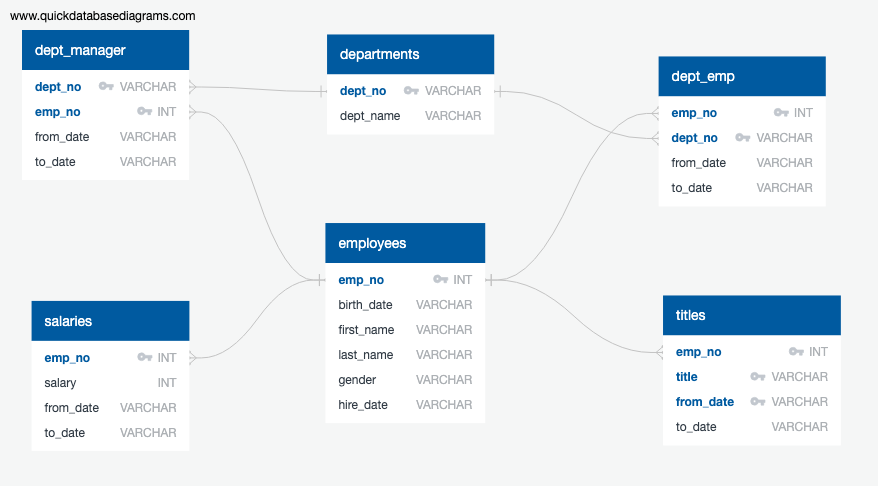 www.quickdatabasediagrams.com
dept_manager
dept_no VARCHAR
emp_no INT
from_date VARCHAR
to_date VARCHAR
departments
dept_no VARCHAR
dept_name VARCHAR
dept_emp
emp_no INT
dept_no VARCHAR
from_date VARCHAR
to_date VARCHAR
employees
emp_no INT
birth_date VARCHAR
first_name VARCHAR
last_name VARCHAR
gender VARCHAR
hire_date VARCHAR
salaries
emp_no INT
salary INT
from_date VARCHAR
to_date VARCHAR
titles
emp_no INT
title VARCHAR
from_date VARCHAR
to_date VARCHAR